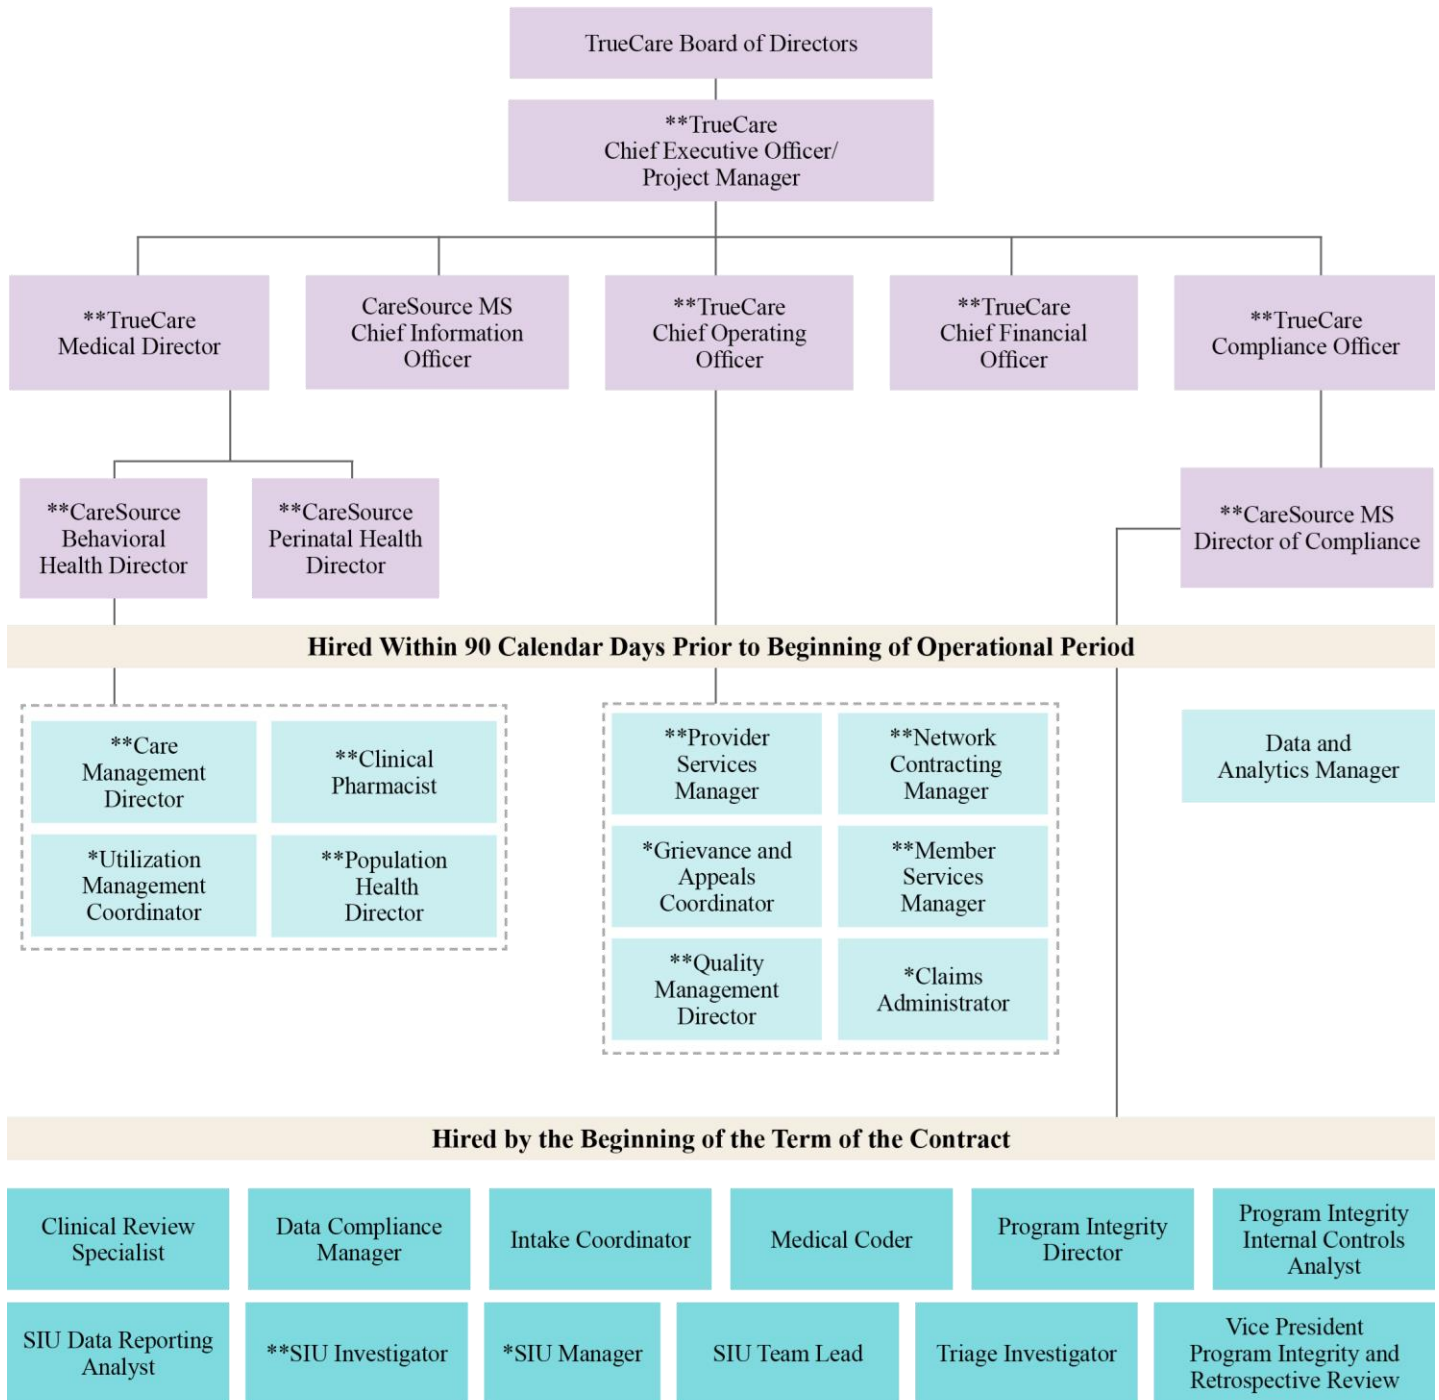 TrueCare Board of Directors
**TrueCare
Chief Executive Officer/
Project Manager
**TrueCare
Medical Director
CareSource MS
Chief Information
Officer
**TrueCare
Chief Operating
Officer
**TrueCare
Chief Financial
Officer
**TrueCare
Compliance Officer
**CareSource
Behavioral
Health Director
**CareSource
Perinatal Health
Director
**CareSource MS
Director of Compliance
Hired Within 90 Calendar Days Prior to Beginning of Operational Period
**Care
Management
Director
**Clinical
Pharmacist
*Utilization
Management
Coordinator
**Population
Health
Director
**Provider
Services
Manager
**Network
Contracting
Manager
*Grievance and
Appeals
Coordinator
**Member
Services
Manager
**Quality
Management
Director
*Claims
Administrator
Data and
Analytics Manager
Hired by the Beginning of the Term of the Contract
Clinical Review
Specialist
Data Compliance
Manager
Intake Coordinator
Medical Coder
Program Integrity
Director
Program Integrity
Internal Controls
Analyst
SIU Data Reporting
Analyst
**SIU Investigator
*SIU Manager
SIU Team Lead
Triage Investigator
Vice President
Program Integrity and
Retrospective Review